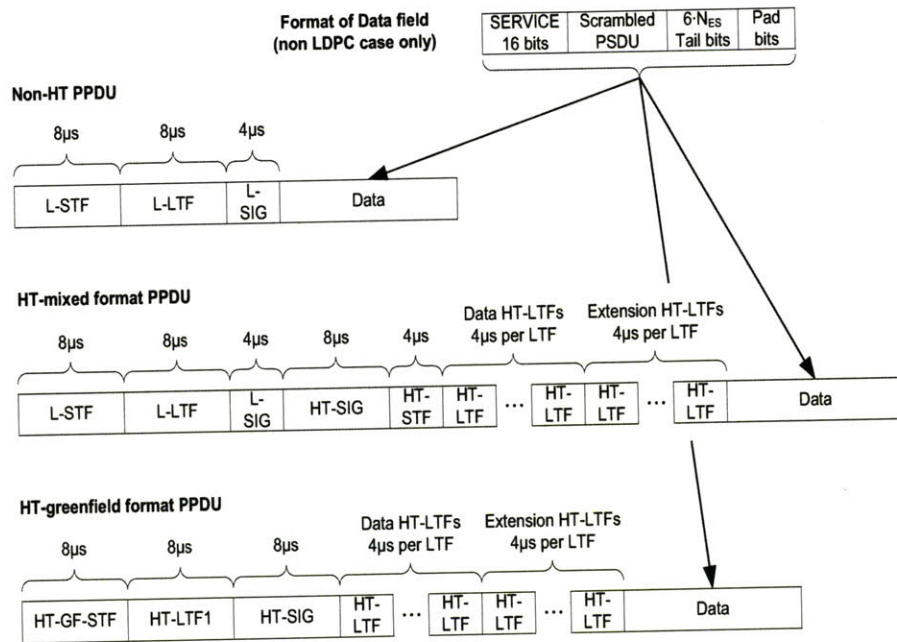 Format of Data field
(non LDPC case only)
SERVICE
16 bits
Scrambled
PSDU
6·N_ES
Tail bits
Pad
bits
Non-HT PPDU
8µs
8µs
4µs
L-STF
L-LTF
L-
SIG
Data
HT-mixed format PPDU
Data HT-LTFs
4µs per LTF
Extension HT-LTFs
4µs per LTF
8µs
8µs
4µs
8µs
4µs
L-STF
L-LTF
L-
SIG
HT-SIG
HT-
STF
HT-
LTF
...
HT-
LTF
HT-
LTF
...
HT-
LTF
Data
HT-greenfield format PPDU
Data HT-LTFs
4µs per LTF
Extension HT-LTFs
4µs per LTF
8µs
8µs
8µs
HT-GF-STF
HT-LTF1
HT-SIG
HT-
LTF
...
HT-
LTF
HT-
LTF
...
HT-
LTF
Data